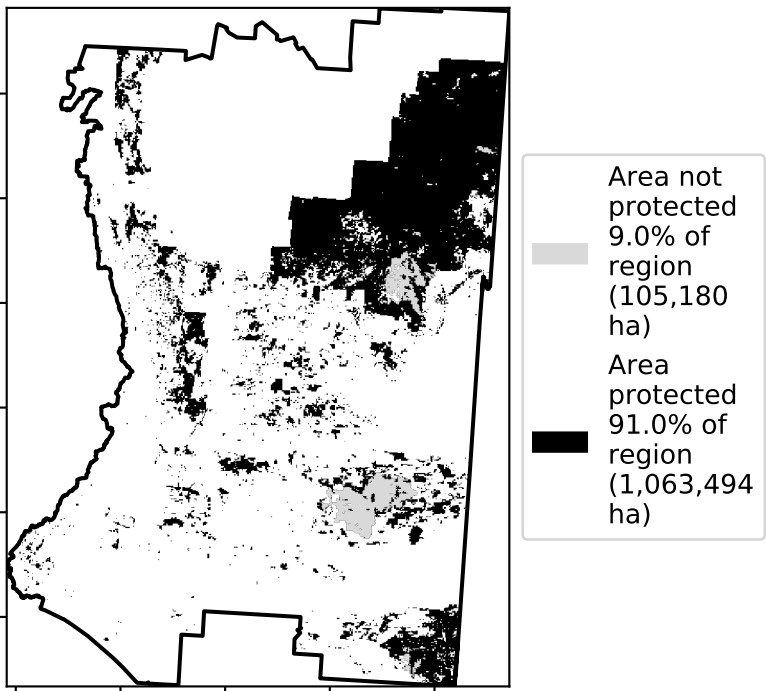 Area not
protected
9.0% of
region
(105,180
ha)
Area
protected
91.0% of
region
(1,063,494
ha)